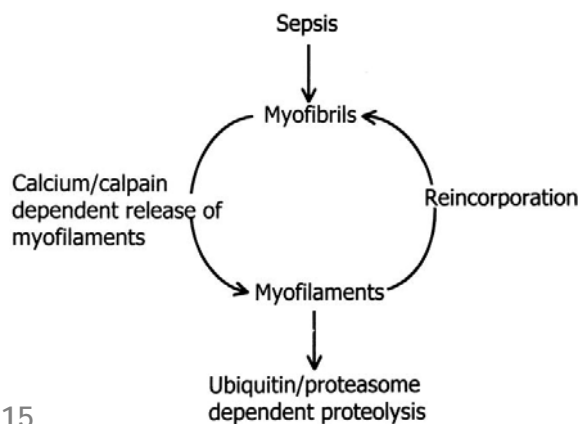 Sepsis
Myofibrils
Calcium/calpain
dependent release of
myofilaments
Reincorporation
Myofilaments
Ubiquitin/proteasome
dependent proteolysis
15